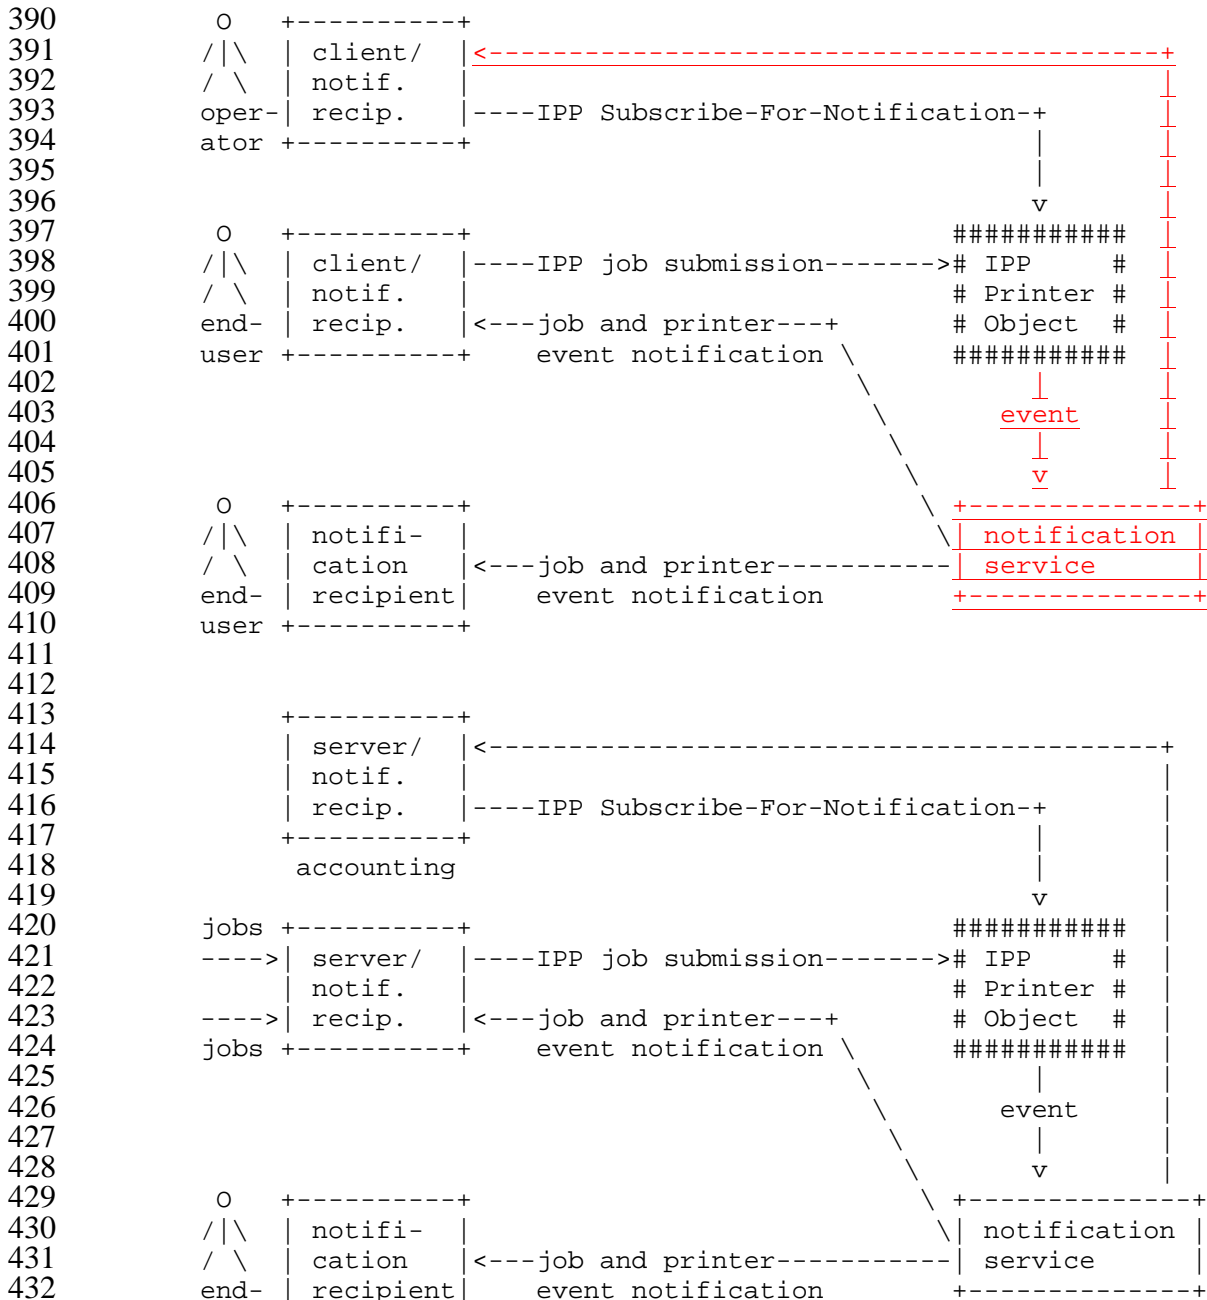 390 O +----------+
391 /|\ | client/ |<------------------------------------------+
392 / \ | notif. | |
393 oper-| recip. |----IPP Subscribe-For-Notification-+ |
394 ator +----------+ | |
395 | |
396 v |
397 O +----------+ ########### |
398 /|\ | client/ |----IPP job submission-------># IPP # |
399 / \ | notif. | # Printer # |
400 end- | recip. |<---job and printer---+ # Object # |
401 user +----------+ event notification \ ########### |
402 \ | |
403 \ event |
404 \ | |
405 \ v |
406 O +----------+ \ +--------------+
407 /|\ | notifi- | \| notification |
408 / \ | cation |<---job and printer-----------| service |
409 end- | recipient| event notification +--------------+
410 user +----------+
411
412
413 +----------+
414 | server/ |<------------------------------------------+
415 | notif. | |
416 | recip. |----IPP Subscribe-For-Notification-+ |
417 +----------+ | |
418 accounting | |
419 v |
420 jobs +----------+ ########### |
421 ---->| server/ |----IPP job submission-------># IPP # |
422 | notif. | # Printer # |
423 ---->| recip. |<---job and printer---+ # Object # |
424 jobs +----------+ event notification \ ########### |
425 \ | |
426 \ event |
427 \ | |
428 \ v |
429 O +----------+ \ +--------------+
430 /|\ | notifi- | \| notification |
431 / \ | cation |<---job and printer-----------| service |
432 end- | recipient| event notification +--------------+